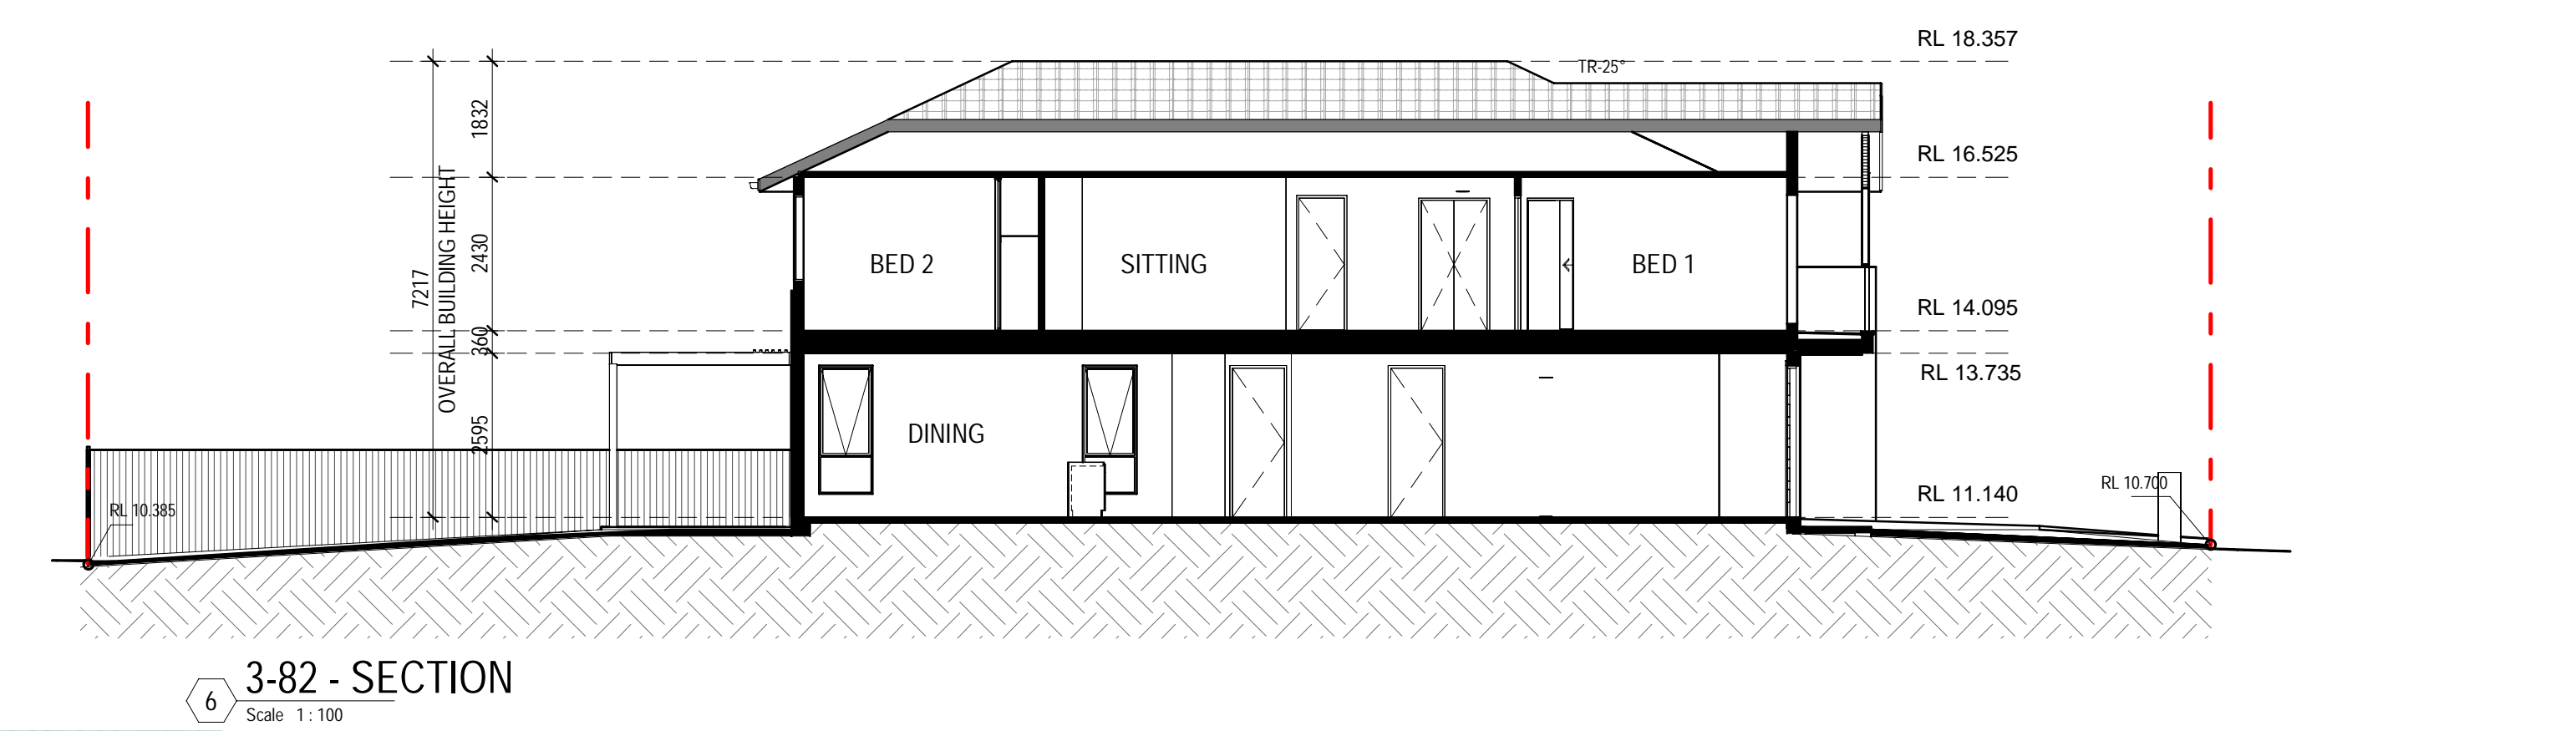 RL 18.357
TR-25°
1832
RL 16.525
OVERALL BUILDING HEIGHT
7217
2430
BED 2
SITTING
BED 1
RL 14.095
360
RL 13.735
2595
DINING
RL 10.385
RL 11.140
RL 10.700
3-82 - SECTION
6
Scale 1 : 100